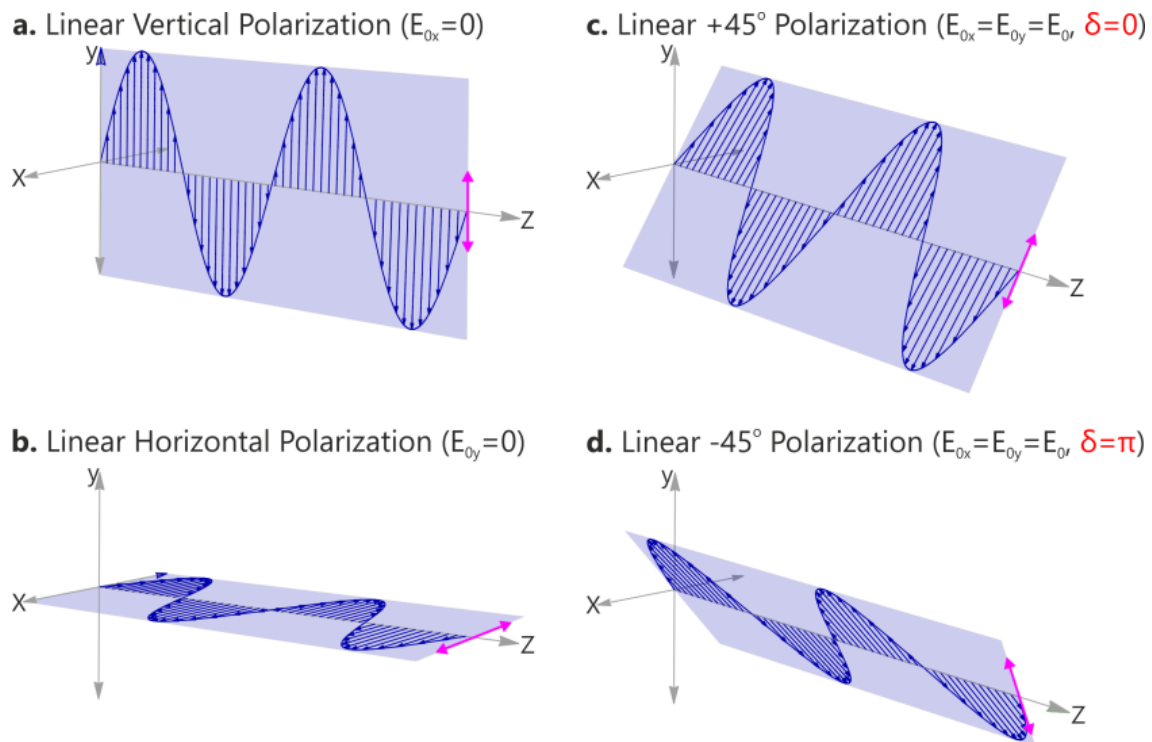 a. Linear Vertical Polarization (E₀ₓ=0)
y
X
Z
c. Linear +45° Polarization (E₀ₓ=E₀y=E₀, δ=0)
y
X
Z
b. Linear Horizontal Polarization (E₀y=0)
y
X
Z
d. Linear -45° Polarization (E₀ₓ=E₀y=E₀, δ=π)
y
X
Z